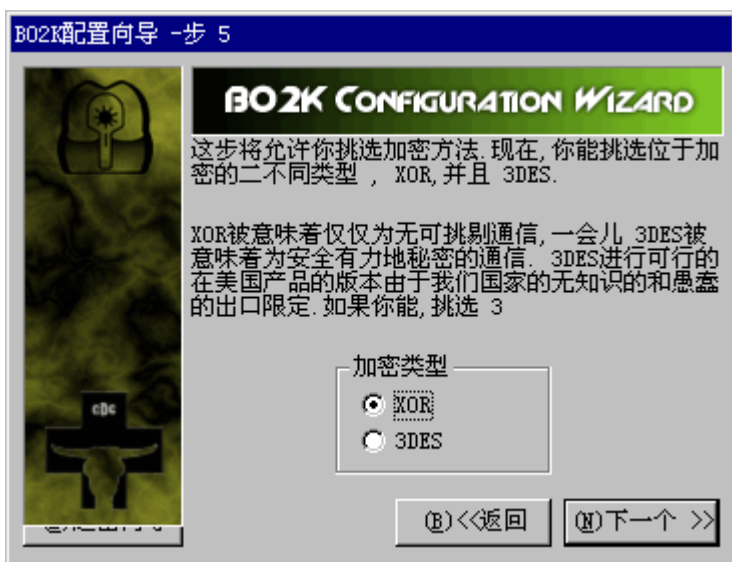 BO2K配置向导 -步 5
BO2K CONFIGURATION WIZARD
这步将允许你挑选加密方法.现在,你能挑选位于加
密的二不同类型 , XOR,并且 3DES.
XOR被意味着仅仅为无可挑剔通信,一会儿 3DES被
意味着为安全有力地秘密的通信. 3DES进行可行的
在美国产品的版本由于我们国家的无知识的和愚蠢
的出口限定.如果你能,挑选 3
加密类型
XOR
3DES
cDc
(B)<<返回
(N)下一个 >>